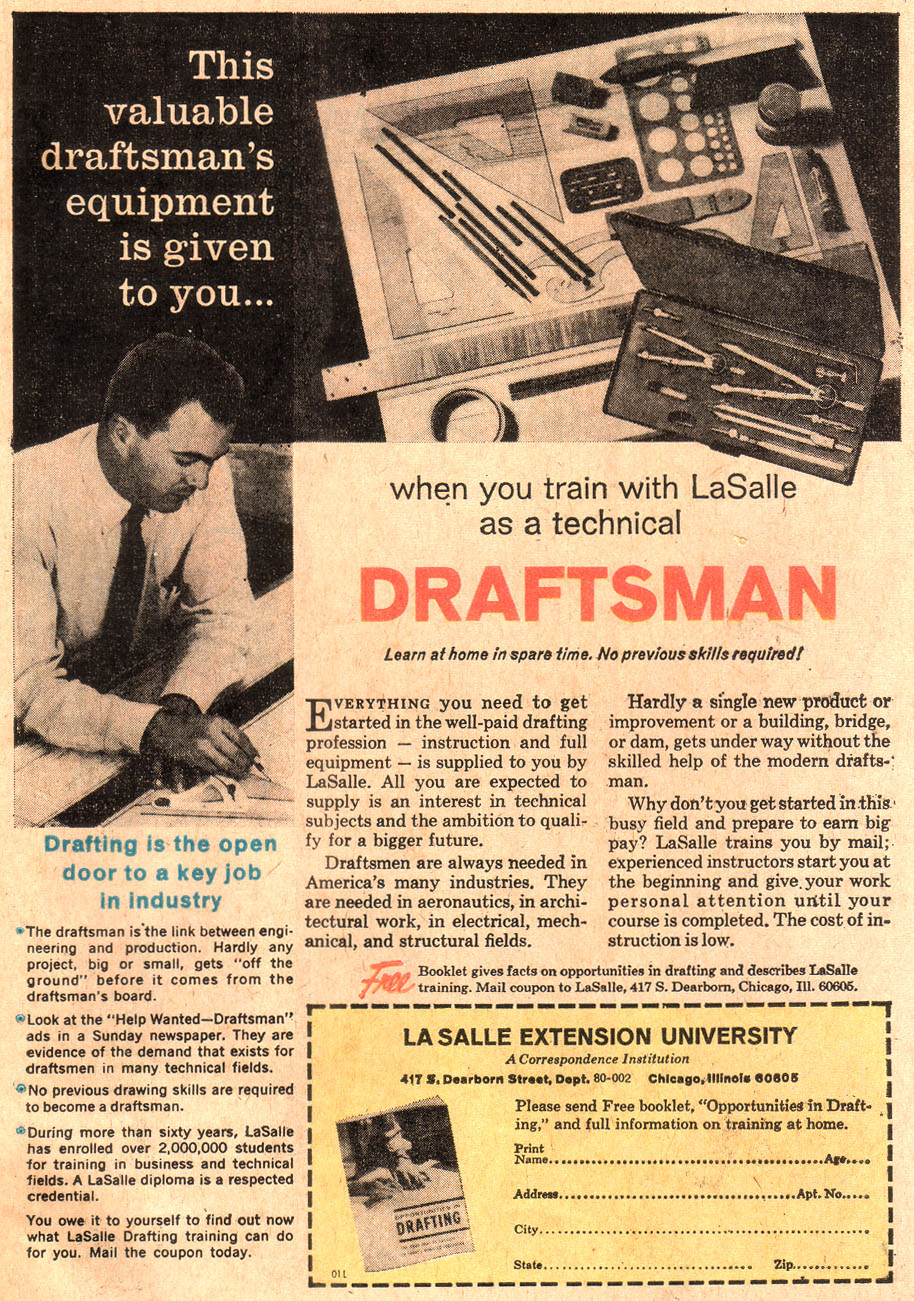 This
valuable
draftsman's
equipment
is given
to you...
when you train with LaSalle
as a technical
DRAFTSMAN
Learn at home in spare time. No previous skills required!
EVERYTHING you need to get
started in the well-paid drafting
profession — instruction and full
equipment — is supplied to you by
LaSalle. All you are expected to
supply is an interest in technical
subjects and the ambition to quali-
fy for a bigger future.
Draftsmen are always needed in
America's many industries. They
are needed in aeronautics, in archi-
tectural work, in electrical, mech-
anical, and structural fields.
Hardly a single new product or
improvement or a building, bridge,
or dam, gets under way without the
skilled help of the modern drafts-
man.
Why don't you get started in this
busy field and prepare to earn big
pay? LaSalle trains you by mail;
experienced instructors start you at
the beginning and give your work
personal attention until your
course is completed. The cost of in-
struction is low.
Drafting is the open
door to a key job
in industry
The draftsman is the link between engi-
neering and production. Hardly any
project, big or small, gets "off the
ground" before it comes from the
draftsman's board.
Look at the "Help Wanted—Draftsman"
ads in a Sunday newspaper. They are
evidence of the demand that exists for
draftsmen in many technical fields.
No previous drawing skills are required
to become a draftsman.
During more than sixty years, LaSalle
has enrolled over 2,000,000 students
for training in business and technical
fields. A LaSalle diploma is a respected
credential.
You owe it to yourself to find out now
what LaSalle Drafting training can do
for you. Mail the coupon today.
Free Booklet gives facts on opportunities in drafting and describes LaSalle
training. Mail coupon to LaSalle, 417 S. Dearborn, Chicago, Ill. 60605.
LA SALLE EXTENSION UNIVERSITY
A Correspondence Institution
417 S. Dearborn Street, Dept. 80-002 Chicago, Illinois 60605
Please send Free booklet, "Opportunities in Draft-
ing," and full information on training at home.
Print
Name Age
Address Apt. No.
City
State Zip
OPPORTUNITIES IN
DRAFTING
01L